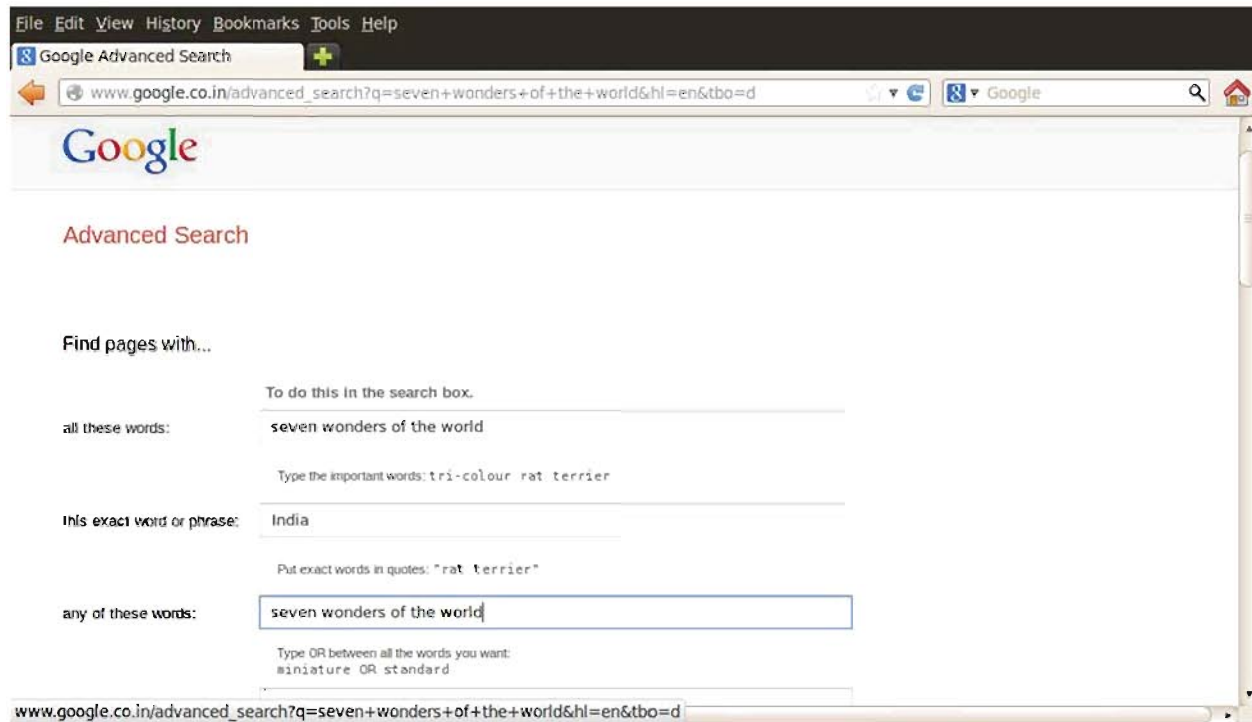 File Edit View History Bookmarks Tools Help
Google Advanced Search
www.google.co.in/advanced_search?q=seven+wonders+of+the+world&hl=en&tbo=d
Google
Google
Advanced Search
Find pages with...
To do this in the search box.
all these words: seven wonders of the world
Type the important words: tri-colour rat terrier
this exact word or phrase: India
Put exact words in quotes: "rat terrier"
any of these words: seven wonders of the world
Type OR between all the words you want:
miniature OR standard
www.google.co.in/advanced_search?q=seven+wonders+of+the+world&hl=en&tbo=d